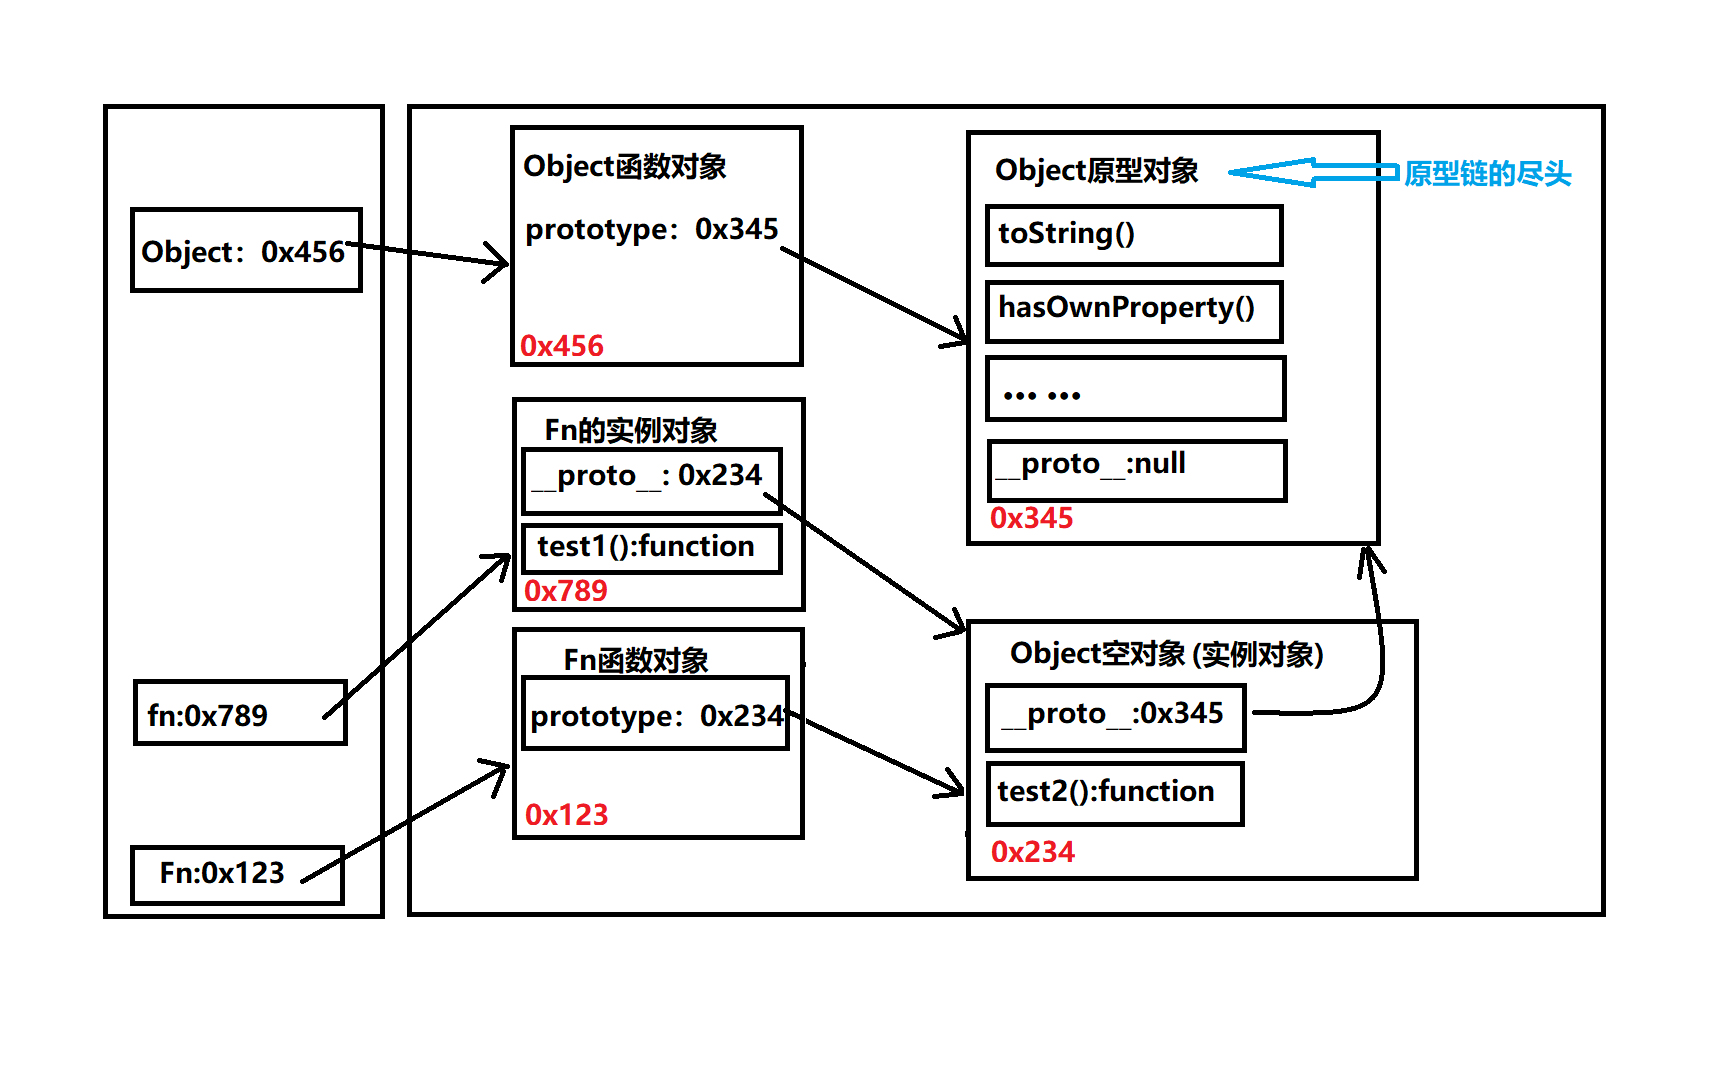 Object：0x456
fn:0x789
Fn:0x123
Object函数对象
prototype：0x345
0x456
Fn的实例对象
__proto__: 0x234
test1():function
0x789
Fn函数对象
prototype：0x234
0x123
Object原型对象
原型链的尽头
toString()
hasOwnProperty()
... ...
__proto__:null
0x345
Object空对象 (实例对象)
__proto__:0x345
test2():function
0x234